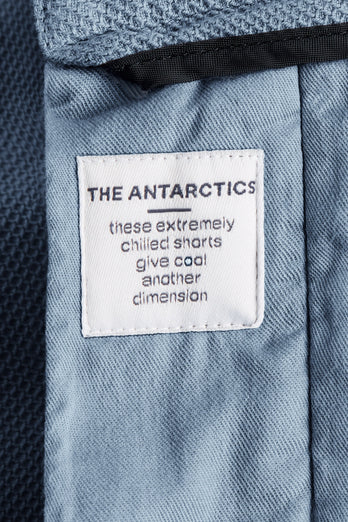 THE ANTARCTICS
these extremely
chilled shorts
give cool
another
dimension